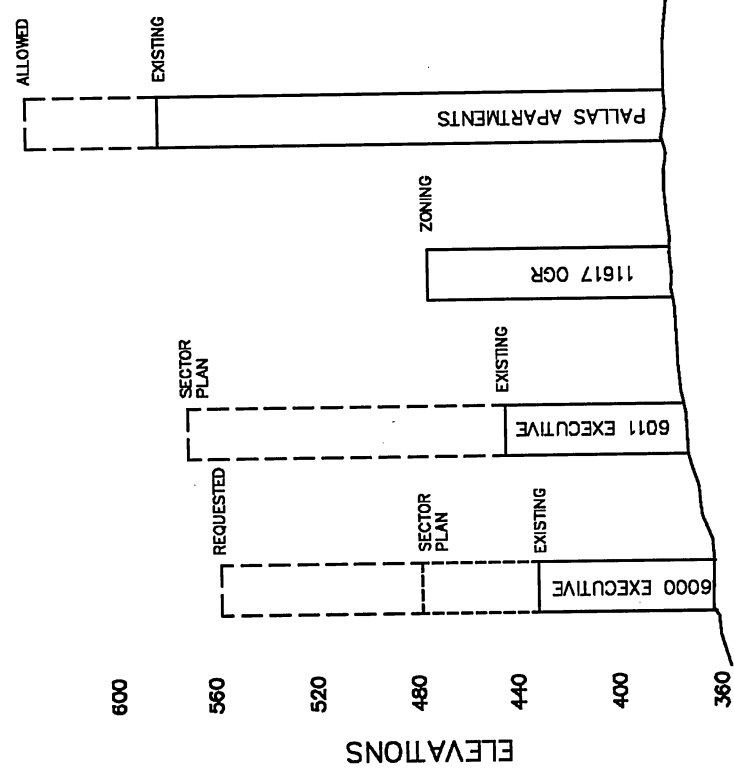 ELEVATIONS
600
560
520
480
440
400
360
REQUESTED
SECTOR
PLAN
EXISTING
6000 EXECUTIVE
SECTOR
PLAN
EXISTING
6011 EXECUTIVE
ZONING
11617 OGR
ALLOWED
EXISTING
PALLAS APARTMENTS